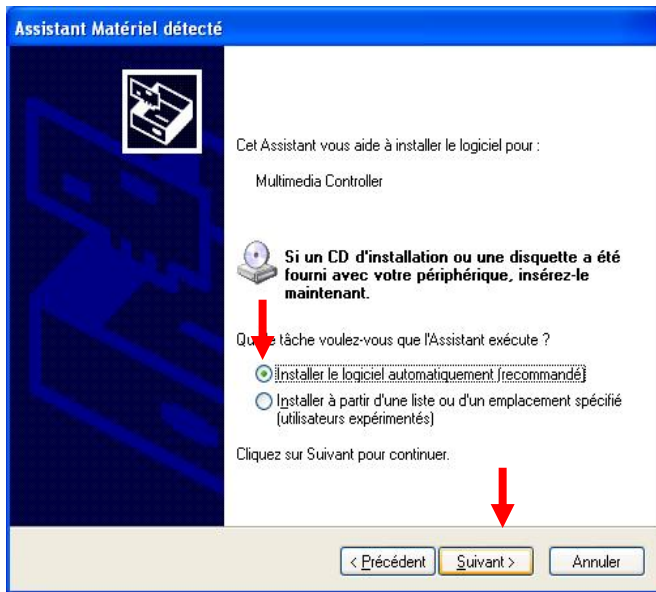 Assistant Matériel détecté
Cet Assistant vous aide à installer le logiciel pour :
Multimedia Controller
Si un CD d'installation ou une disquette a été
fourni avec votre périphérique, insérez-le
maintenant.
tâche voulez-vous que l'Assistant exécute ?
Installer le logiciel automatiquement (recommandé)
Installer à partir d'une liste ou d'un emplacement spécifié
(utilisateurs expérimentés)
Cliquez sur Suivant pour continuer.
< Précédent
Suivant >
Annuler